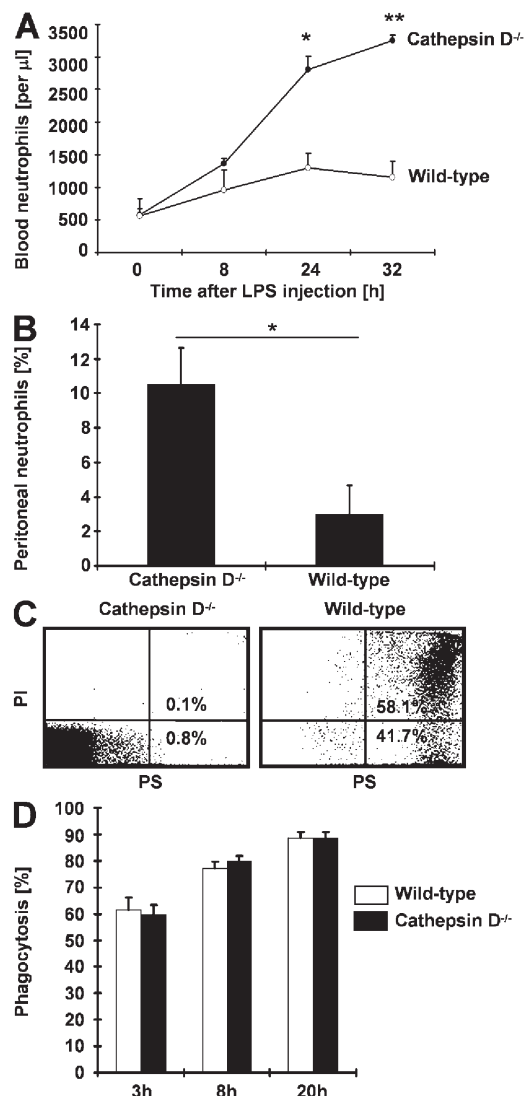 A
Blood neutrophils [per µl]
3500
3000
2500
2000
1500
1000
500
0
*
**
Cathepsin D-/-
Wild-type
0 8 24 32
Time after LPS injection [h]
B
Peritoneal neutrophils [%]
14
12
10
8
6
4
2
0
*
Cathepsin D-/- Wild-type
C
Cathepsin D-/- Wild-type
PI
0.1% 58.1%
0.8% 41.7%
PS PS
D
Phagocytosis [%]
100
90
80
70
60
50
40
30
20
10
0
Wild-type
Cathepsin D-/-
3h 8h 20h